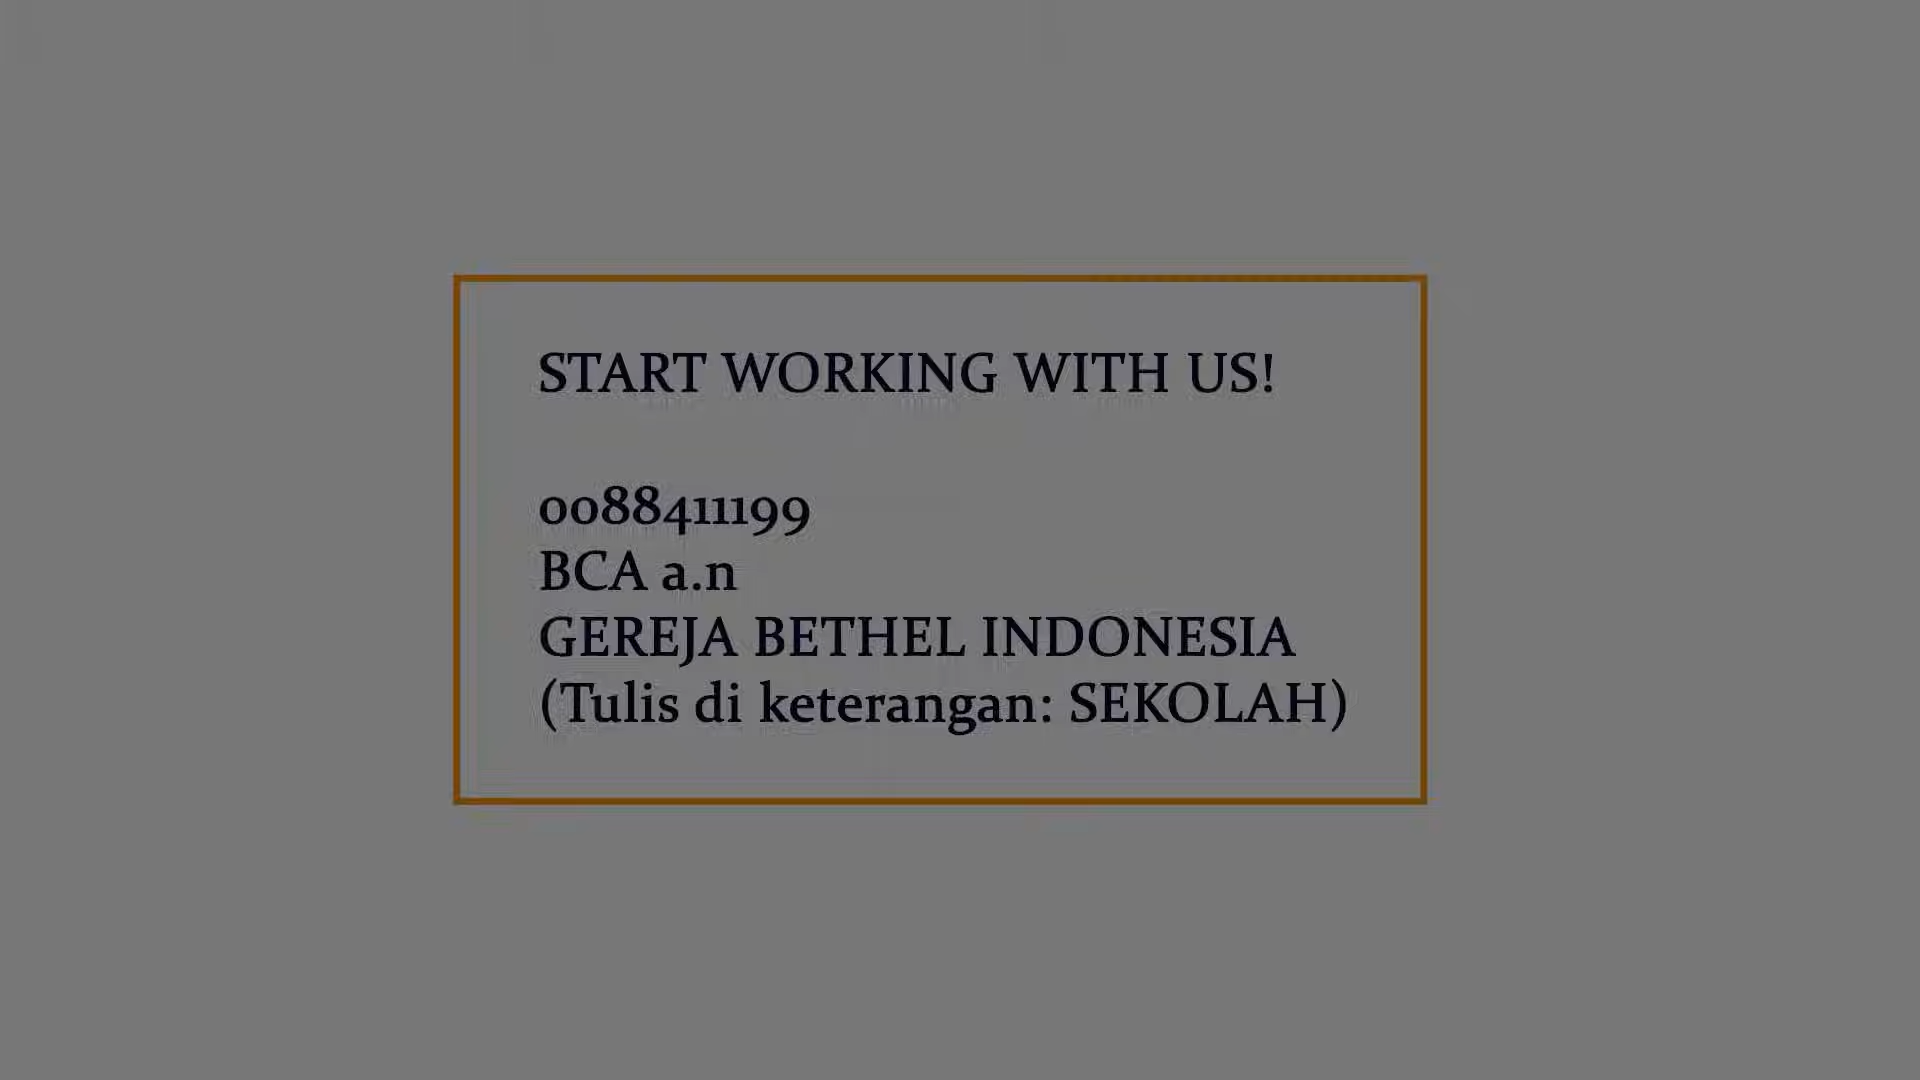 START WORKING WITH US!
0088411199
BCA a.n
GEREJA BETHEL INDONESIA
(Tulis di keterangan: SEKOLAH)